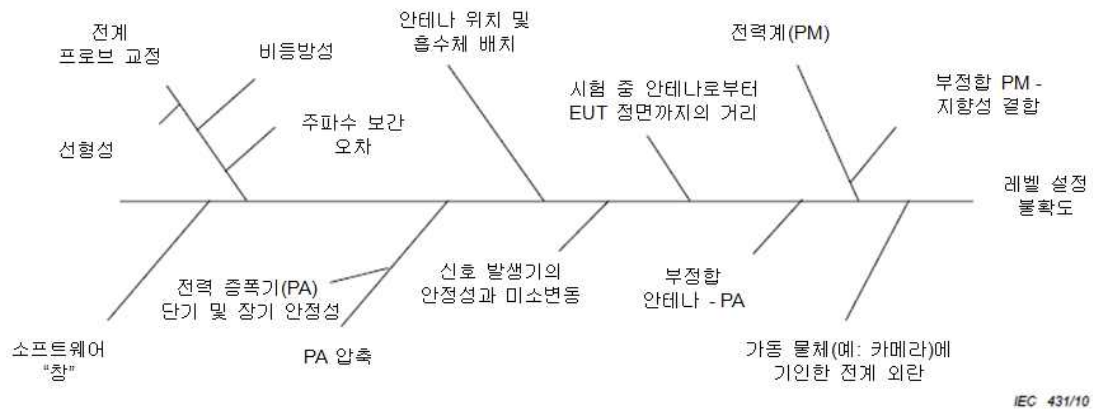 전계
프로브 교정
비등방성
안테나 위치 및
흡수체 배치
전력계(PM)
시험 중 안테나로부터
EUT 정면까지의 거리
부정합 PM -
지향성 결합
주파수 보간
오차
선형성
레벨 설정
불확도
전력 증폭기(PA)
단기 및 장기 안정성
신호 발생기의
안정성과 미소변동
부정합
안테나 - PA
소프트웨어
“창”
PA 압축
가동 물체(예: 카메라)에
기인한 전계 외란
IEC 431/10